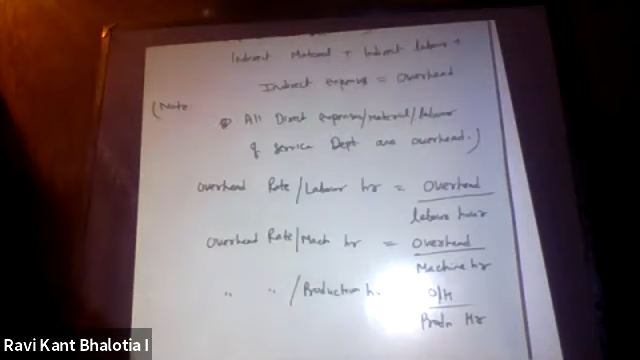 Indirect Material + Indirect labour +
Indirect expenses = overhead
(Note:
All Direct expenses/material/labour
of Service Dept are overhead.)
overhead Rate/Labour hr = Overhead
labour hour
overhead Rate/Mach hr = Overhead
Machine hr
" " /Production h. O/H
Prodn Hr
Ravi Kant Bhalotia I